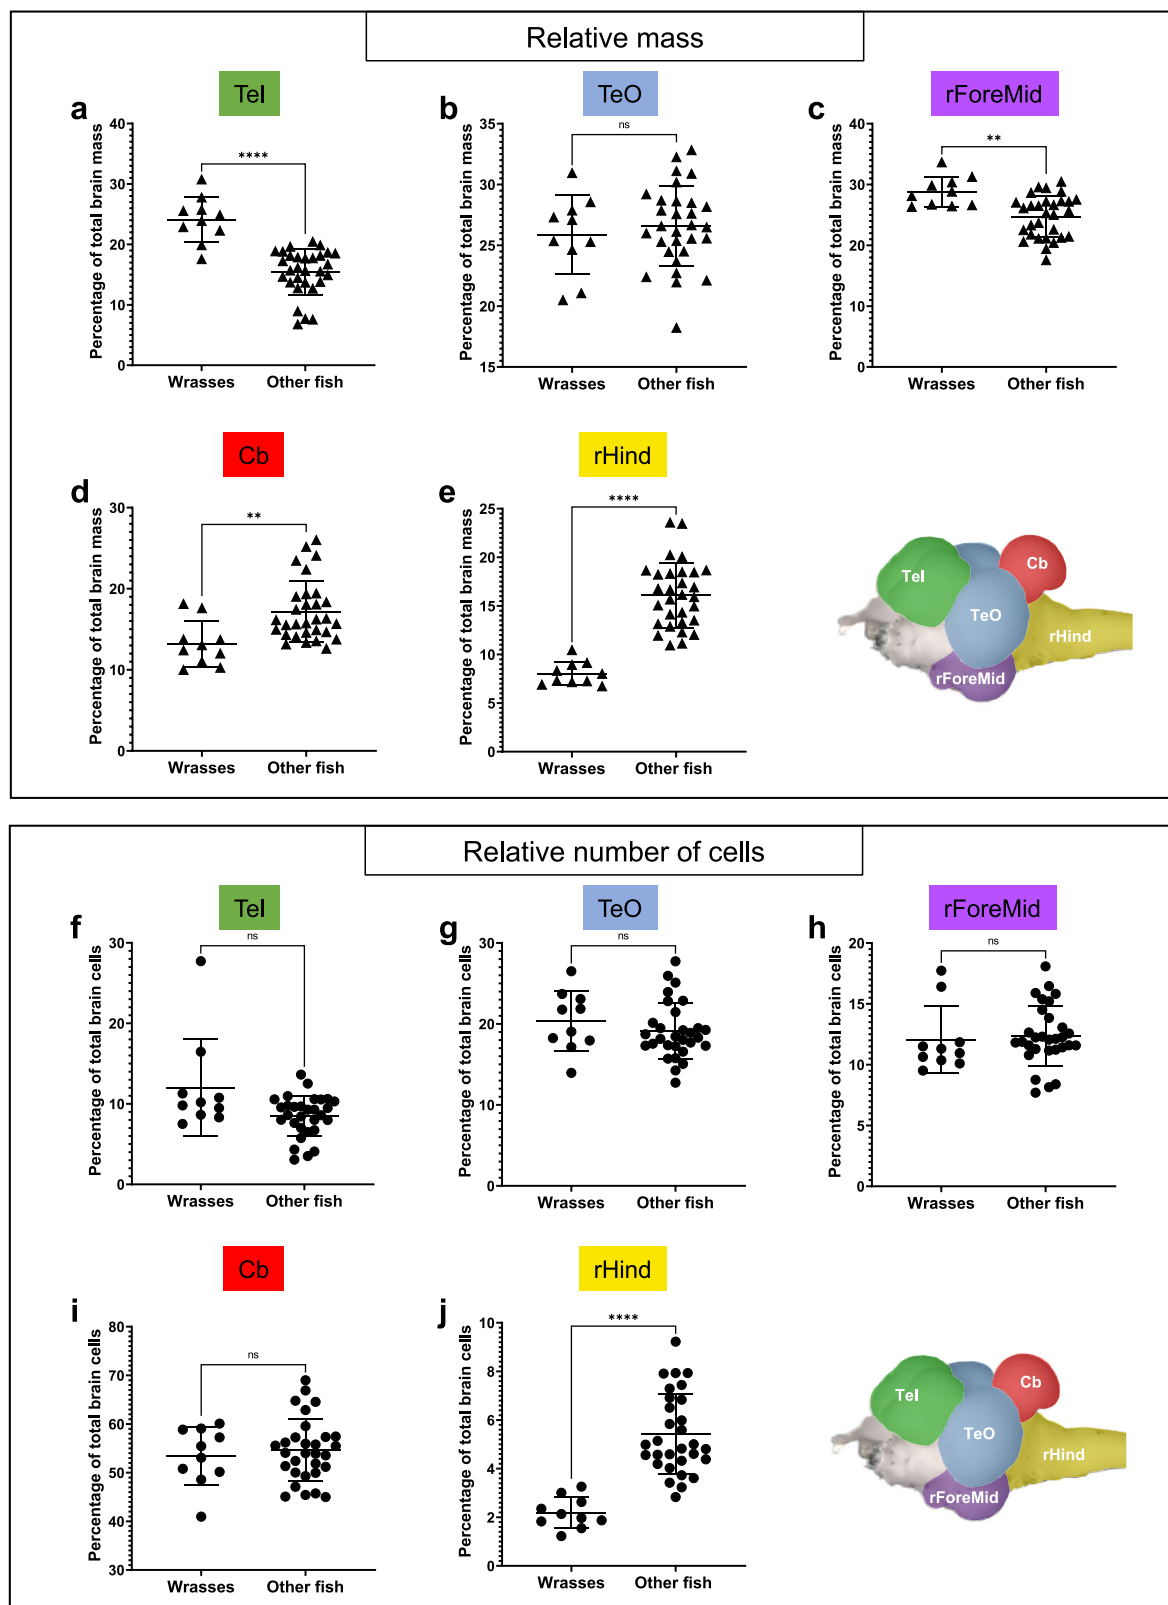 Relative mass
Tel
TeO
rForeMid
a
b
c
Percentage of total brain mass
40
30
20
10
0
****
Wrasses
Other fish
Percentage of total brain mass
35
30
25
20
15
ns
Wrasses
Other fish
Percentage of total brain mass
40
30
20
10
0
**
Wrasses
Other fish
Cb
rHind
d
e
Percentage of total brain mass
30
20
10
0
**
Wrasses
Other fish
Percentage of total brain mass
25
20
15
10
5
0
****
Wrasses
Other fish
Tel
Cb
TeO
rHind
rForeMid
Relative number of cells
Tel
TeO
rForeMid
f
g
h
Percentage of total brain cells
30
20
10
0
ns
Wrasses
Other fish
Percentage of total brain cells
30
20
10
0
ns
Wrasses
Other fish
Percentage of total brain cells
20
15
10
5
0
ns
Wrasses
Other fish
Cb
rHind
i
j
Percentage of total brain cells
80
70
60
50
40
30
ns
Wrasses
Other fish
Percentage of total brain cells
10
8
6
4
2
0
****
Wrasses
Other fish
Tel
Cb
TeO
rHind
rForeMid